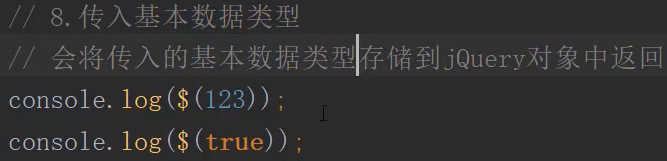 // 8.传入基本数据类型
// 会将传入的基本数据类型存储到jQuery对象中返回
console.log($(123));
console.log($(true));